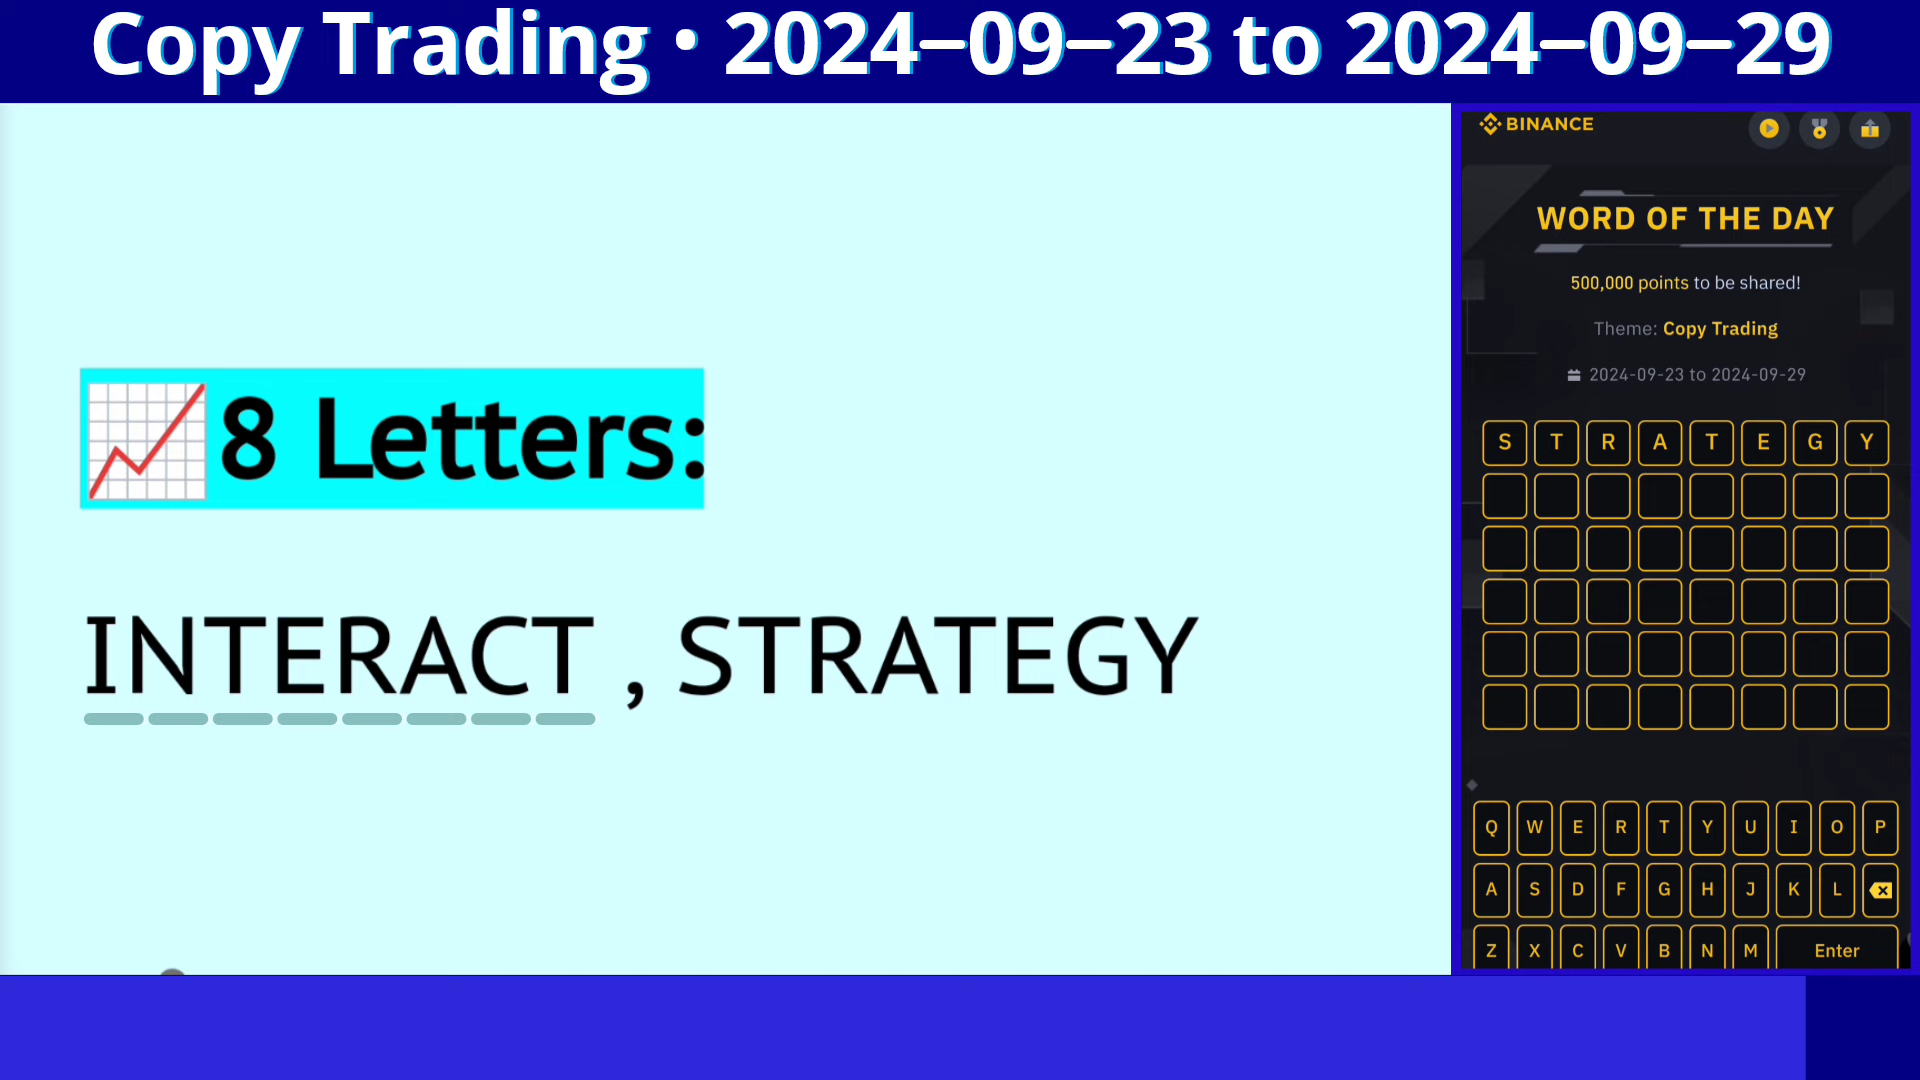 Copy Trading • 2024–09–23 to 2024–09–29
📈8 Letters:
INTERACT , STRATEGY
BINANCE
WORD OF THE DAY
500,000 points to be shared!
Theme: Copy Trading
2024-09-23 to 2024-09-29
S T R A T E G Y
Q W E R T Y U I O P
A S D F G H J K L
Z X C V B N M Enter